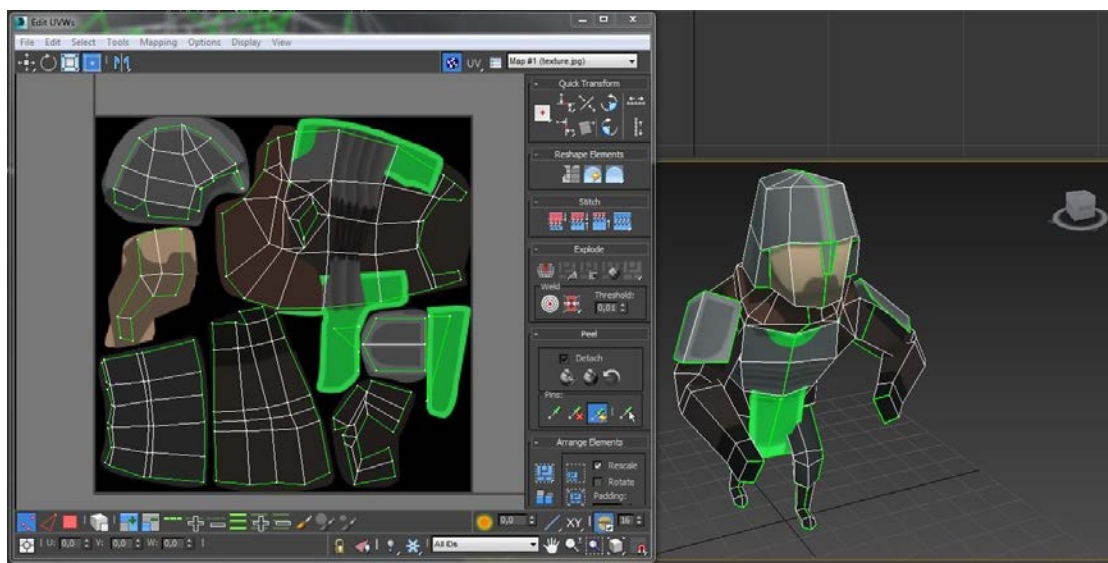 Edit UVWs
File Edit Select Tools Mapping Options Display View
UV, Map #1 (texture.jpg)
- Quick Transform
- Reshape Elements
- Stitch
- Explode
Weld
Threshold:
0,01
- Peel
Detach
Pins:
- Arrange Elements
Rescale
Rotate
Padding:
0,0 XY 16
U: 0,0 V: 0,0 W: 0,0 All IDs